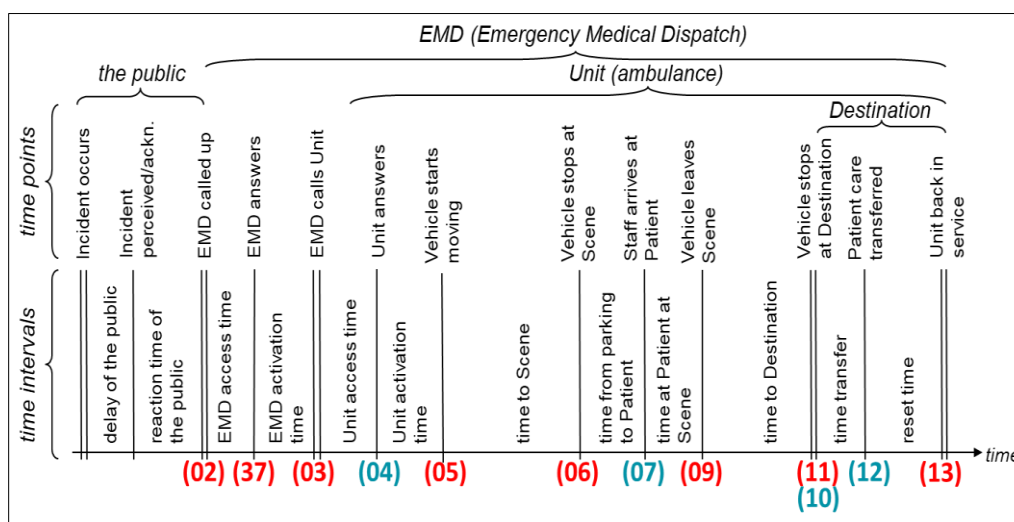 EMD (Emergency Medical Dispatch)
the public
Unit (ambulance)
Destination
time points
Incident occurs
Incident
perceived/ackn.
EMD called up
EMD answers
EMD calls Unit
Unit answers
Vehicle starts
moving
Vehicle stops at
Scene
Staff arrives at
Patient
Vehicle leaves
Scene
Vehicle stops
at Destination
Patient care
transferred
Unit back in
service
time intervals
delay of the public
reaction time of
the public
EMD access time
EMD activation
time
Unit access time
Unit activation
time
time to Scene
time from parking
to Patient
time at Patient at
Scene
time to Destination
time transfer
reset time
time
(02) (37) (03) (04) (05) (06) (07) (09) (11) (12) (13)
(10)